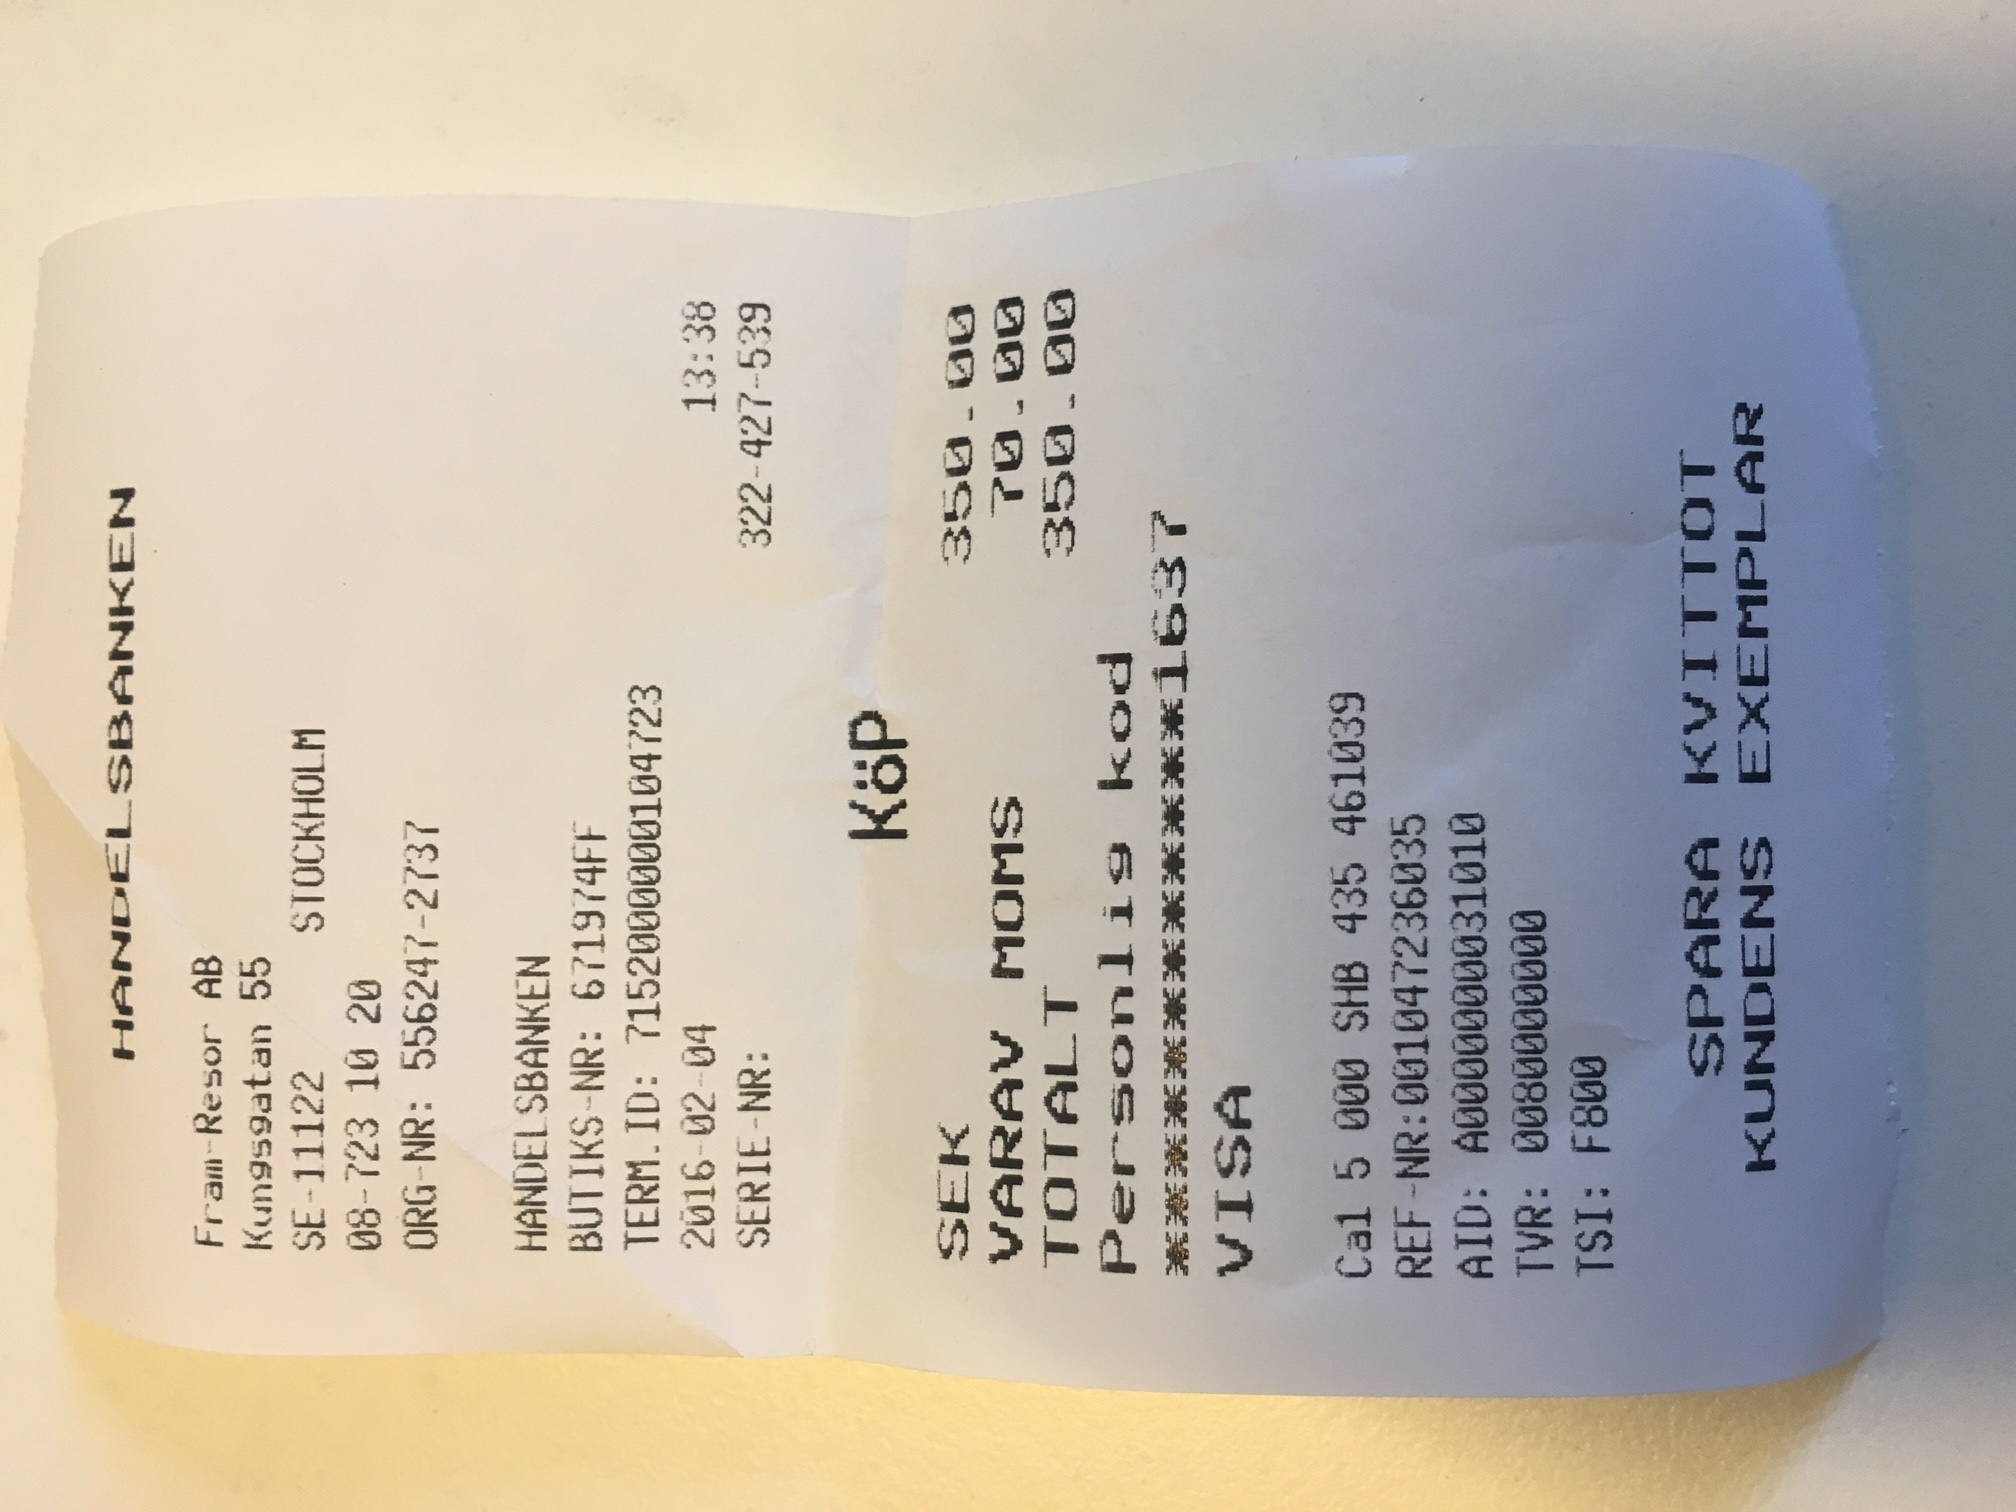 HANDELSBANKEN
Fram-Resor AB
Kungsgatan 55
SE-11122 STOCKHOLM
08-723 10 20
ORG-NR: 556247-2737
HANDELSBANKEN
BUTIKS-NR: 671974FF
TERM.ID: 7152000000104723
2016-02-04 13:38
SERIE-NR: 322-427-539
KöP
SEK 350.00
VARAV MOMS 70.00
TOTALT 350.00
Personlig kod
************1637
VISA
Ca1 5 000 SHB 435 461039
REF-NR:001047236035
AID: A0000000031010
TVR: 0080000000
TSI: F800
SPARA KVITTOT
KUNDENS EXEMPLAR